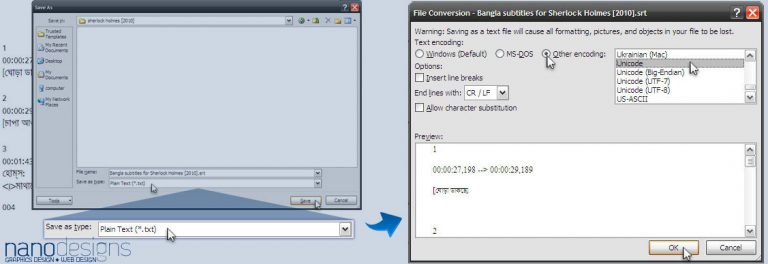 1
00:00:27
[ঘোড়া ডাক
2
00:00:29
[চাপা আ
3
00:01:43
হোম্‌স:
004
Save As
Save in:
sherlock holmes [2010]
Trusted Templates
My Recent Documents
Desktop
My Documents
computer
My Network Places
File name:
Bangla subtitles for Sherlock Holmes [2010].srt
Save as type:
Plain Text (*.txt)
Tools
Save
Cancel
Save as type:
Plain Text (*.txt)
nanodesigns
GRAPHICS DESIGN • WEB DESIGN
File Conversion - Bangla subtitles for Sherlock Holmes [2010].srt
Warning: Saving as a text file will cause all formatting, pictures, and objects in your file to be lost.
Text encoding:
Windows (Default)
MS-DOS
Other encoding:
Ukrainian (Mac)
Unicode
Unicode (Big-Endian)
Unicode (UTF-7)
Unicode (UTF-8)
US-ASCII
Options:
Insert line breaks
End lines with:
CR / LF
Allow character substitution
Preview:
1
00:00:27,198 --> 00:00:29,189
[ঘোড়া ডাকছে]
2
OK
Cancel